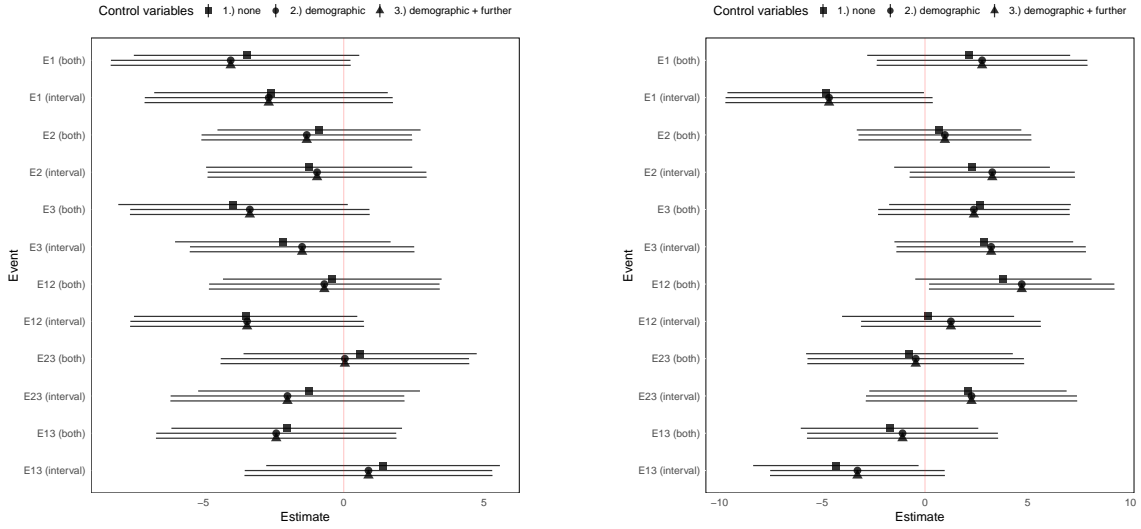 Control variables 1.) none 2.) demographic 3.) demographic + further
E1 (both)
E1 (interval)
E2 (both)
E2 (interval)
E3 (both)
E3 (interval)
E12 (both)
E12 (interval)
E23 (both)
E23 (interval)
E13 (both)
E13 (interval)
Event
−5 0 5
Estimate
Control variables 1.) none 2.) demographic 3.) demographic + further
E1 (both)
E1 (interval)
E2 (both)
E2 (interval)
E3 (both)
E3 (interval)
E12 (both)
E12 (interval)
E23 (both)
E23 (interval)
E13 (both)
E13 (interval)
Event
−10 −5 0 5 10
Estimate